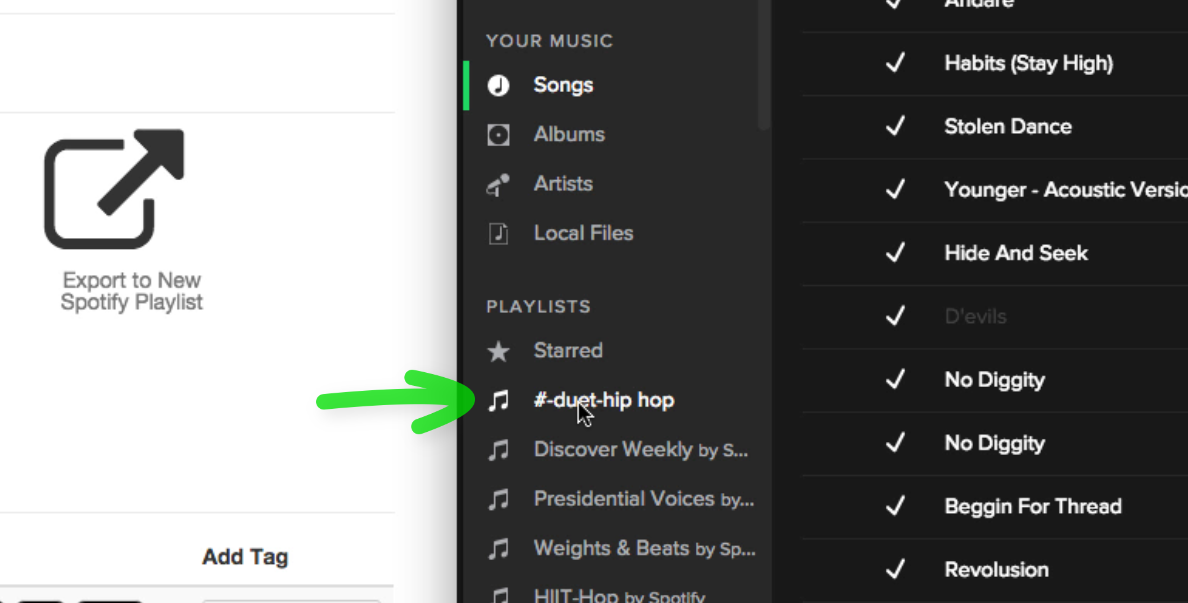 Export to New
Spotify Playlist
Add Tag
YOUR MUSIC
Songs
Albums
Artists
Local Files
PLAYLISTS
Starred
#-duet-hip hop
Discover Weekly by S...
Presidential Voices by...
Weights & Beats by Sp...
HIIT-Hop by Spotify
Andare
Habits (Stay High)
Stolen Dance
Younger - Acoustic Versio
Hide And Seek
D'evils
No Diggity
No Diggity
Beggin For Thread
Revolusion